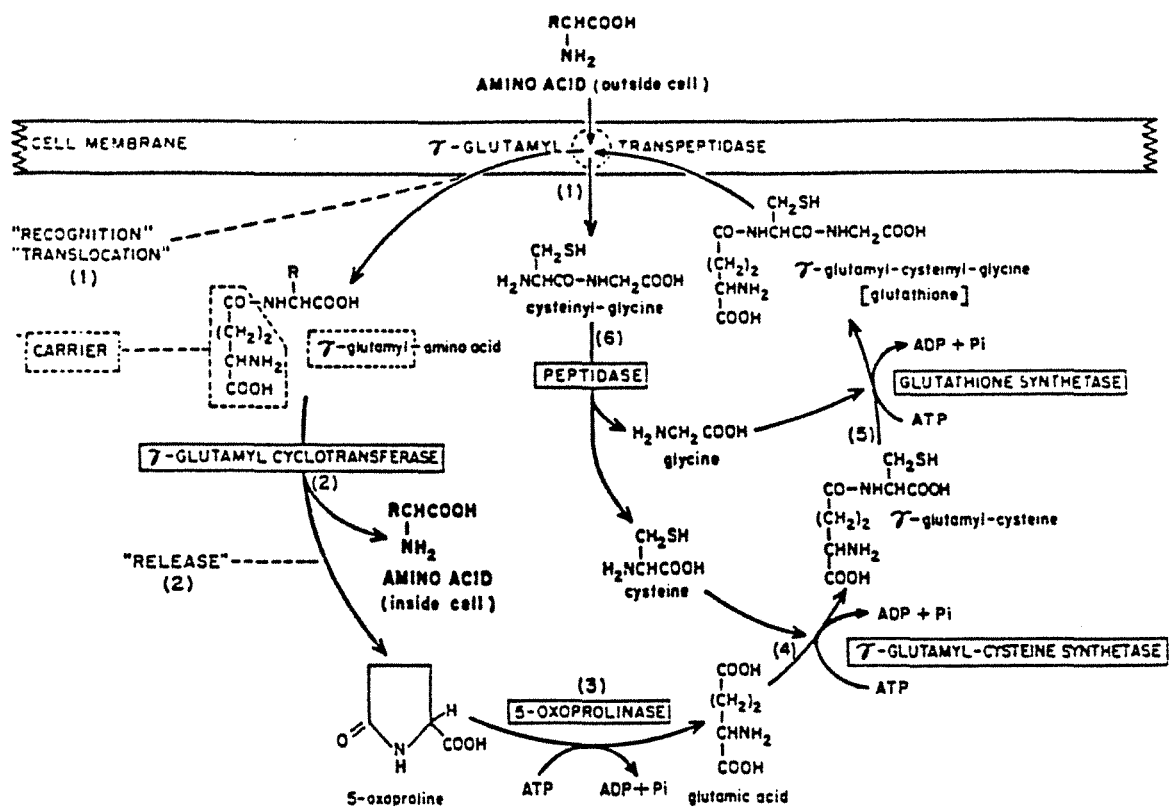 RCHCOOH
NH₂
AMINO ACID (outside cell)
CELL MEMBRANE
γ-GLUTAMYL TRANSPEPTIDASE
(1)
"RECOGNITION"
"TRANSLOCATION"
(1)
R
CO-NHCHCOOH
(CH₂)₂
CHNH₂
COOH
CARRIER
γ-glutamyl-amino acid
CH₂SH
H₂NCHCO-NHCH₂COOH
cysteinyl-glycine
(6)
PEPTIDASE
CH₂SH
CO-NHCHCO-NHCH₂COOH
(CH₂)₂
CHNH₂
COOH
γ-glutamyl-cysteinyl-glycine
[glutathione]
ADP + Pi
GLUTATHIONE SYNTHETASE
ATP
(5)
H₂NCH₂COOH
glycine
γ-GLUTAMYL CYCLOTRANSFERASE
(2)
RCHCOOH
NH₂
AMINO ACID
(inside cell)
"RELEASE"
(2)
CH₂SH
H₂NCHCOOH
cysteine
CH₂SH
CO-NHCHCOOH
(CH₂)₂
CHNH₂
COOH
γ-glutamyl-cysteine
ADP + Pi
(4)
γ-GLUTAMYL-CYSTEINE SYNTHETASE
ATP
O
N
H
H
COOH
5-oxoproline
(3)
5-OXOPROLINASE
ATP
ADP+Pi
COOH
(CH₂)₂
CHNH₂
COOH
glutamic acid